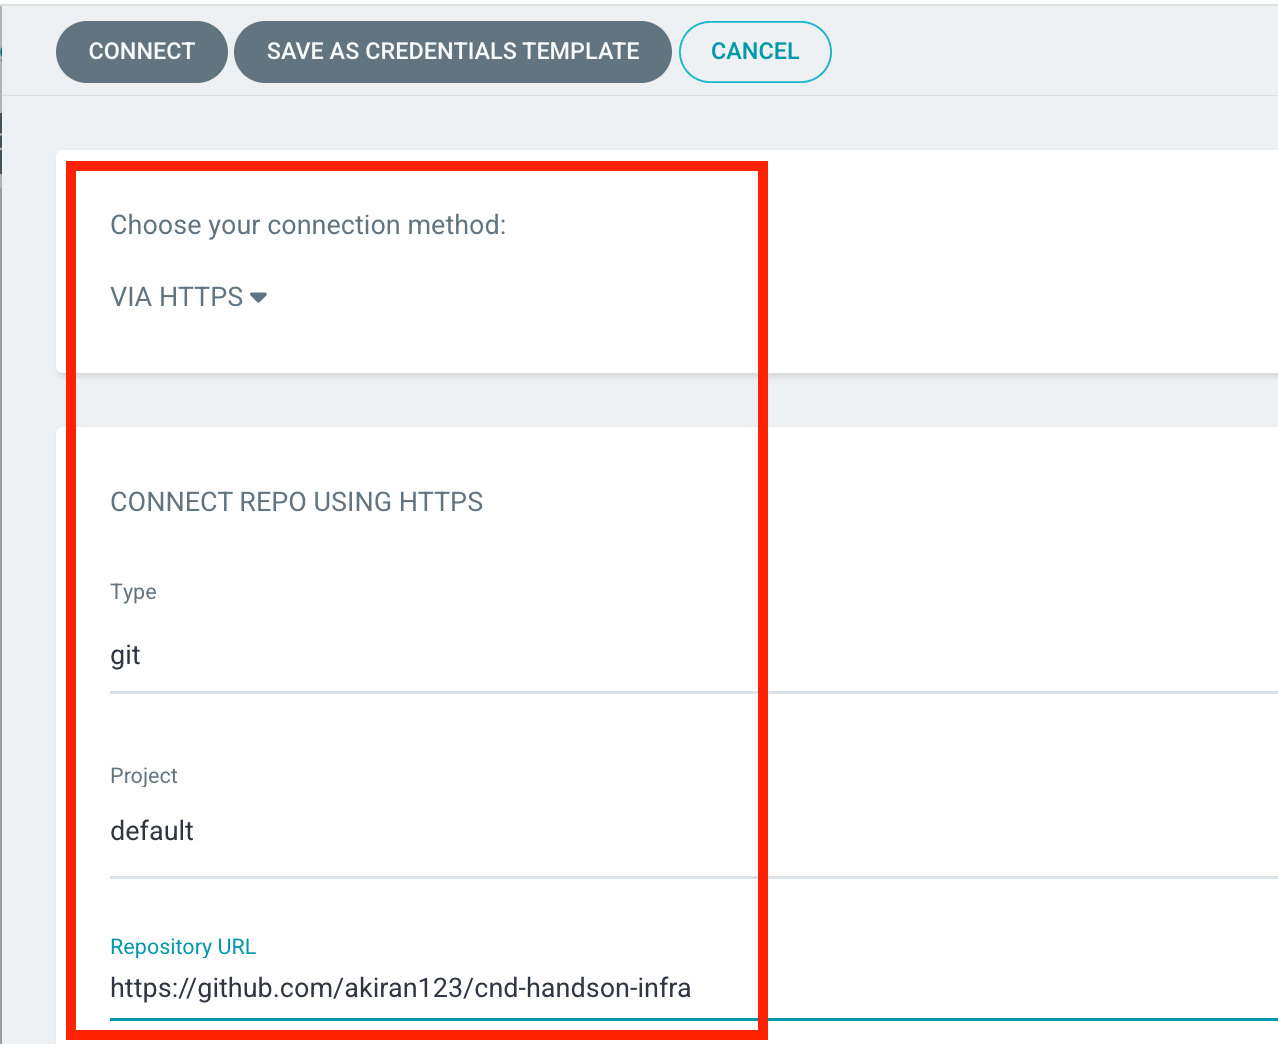 CONNECT SAVE AS CREDENTIALS TEMPLATE CANCEL
Choose your connection method:
VIA HTTPS
CONNECT REPO USING HTTPS
Type
git
Project
default
Repository URL
https://github.com/akiran123/cnd-handson-infra